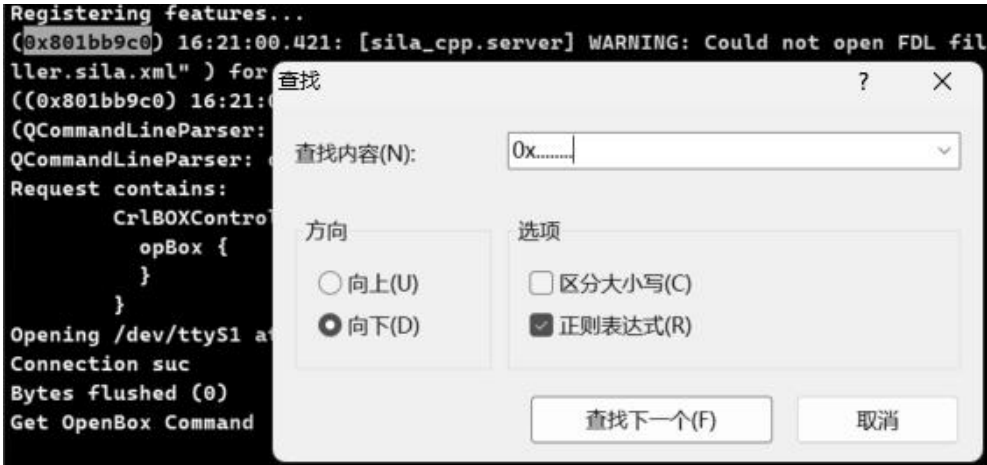 Registering features...
(0x801bb9c0) 16:21:00.421: [sila_cpp.server] WARNING: Could not open FDL fil
ller.sila.xml" ) for
((0x801bb9c0) 16:21:
(QCommandLineParser:
QCommandLineParser:
Request contains:
CrlBOXControl
opBox {
}
}
Opening /dev/ttyS1 at
Connection suc
Bytes flushed (0)
Get OpenBox Command
查找
?
查找内容(N):
0x........
方向
向上(U)
向下(D)
选项
区分大小写(C)
正则表达式(R)
查找下一个(F)
取消